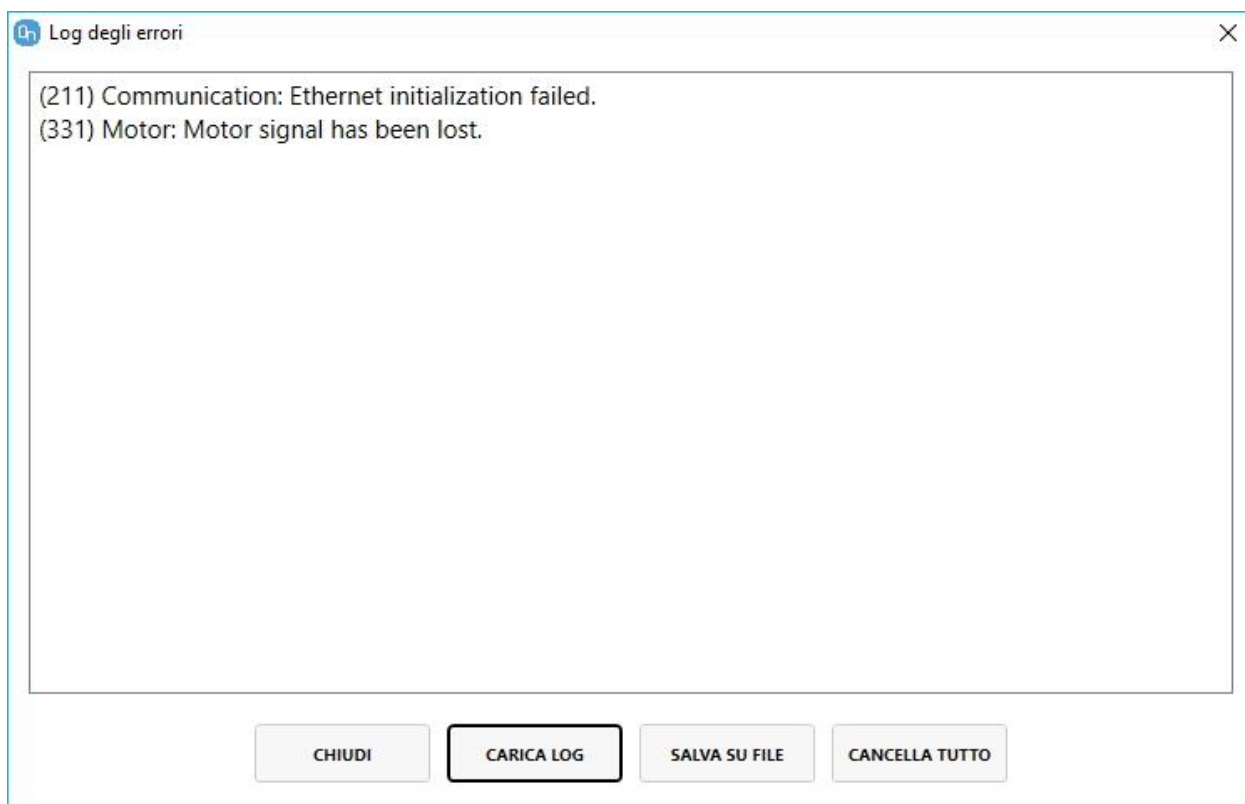 Log degli errori
(211) Communication: Ethernet initialization failed.
(331) Motor: Motor signal has been lost.
CHIUDI CARICA LOG SALVA SU FILE CANCELLA TUTTO